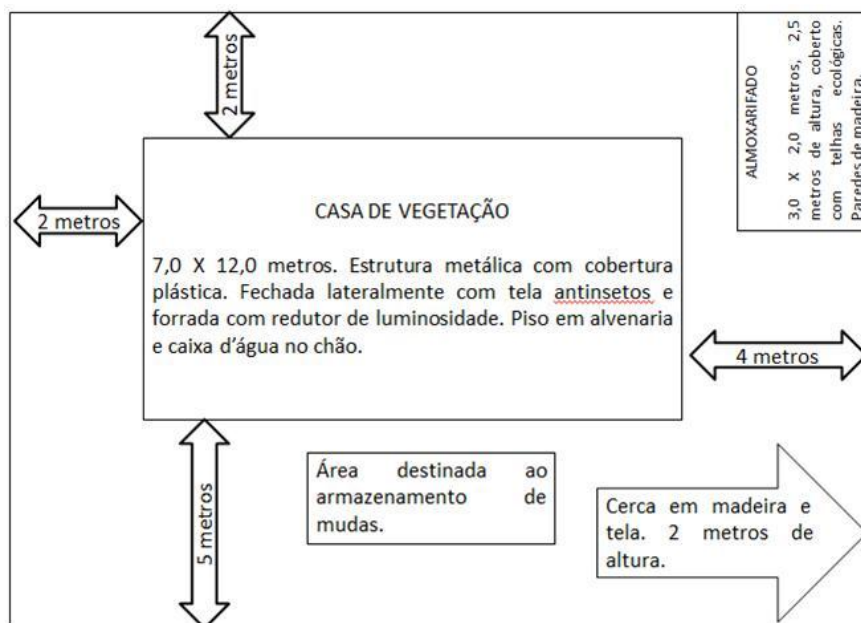 2 metros
ALMOXARIFADO
3,0 X 2,0 metros, 2,5
metros de altura, coberto
com telhas ecológicas.
Paredes de madeira.
2 metros
CASA DE VEGETAÇÃO
7,0 X 12,0 metros. Estrutura metálica com cobertura
plástica. Fechada lateralmente com tela antinsetos e
forrada com redutor de luminosidade. Piso em alvenaria
e caixa d’água no chão.
4 metros
5 metros
Área destinada ao
armazenamento de
mudas.
Cerca em madeira e
tela. 2 metros de
altura.